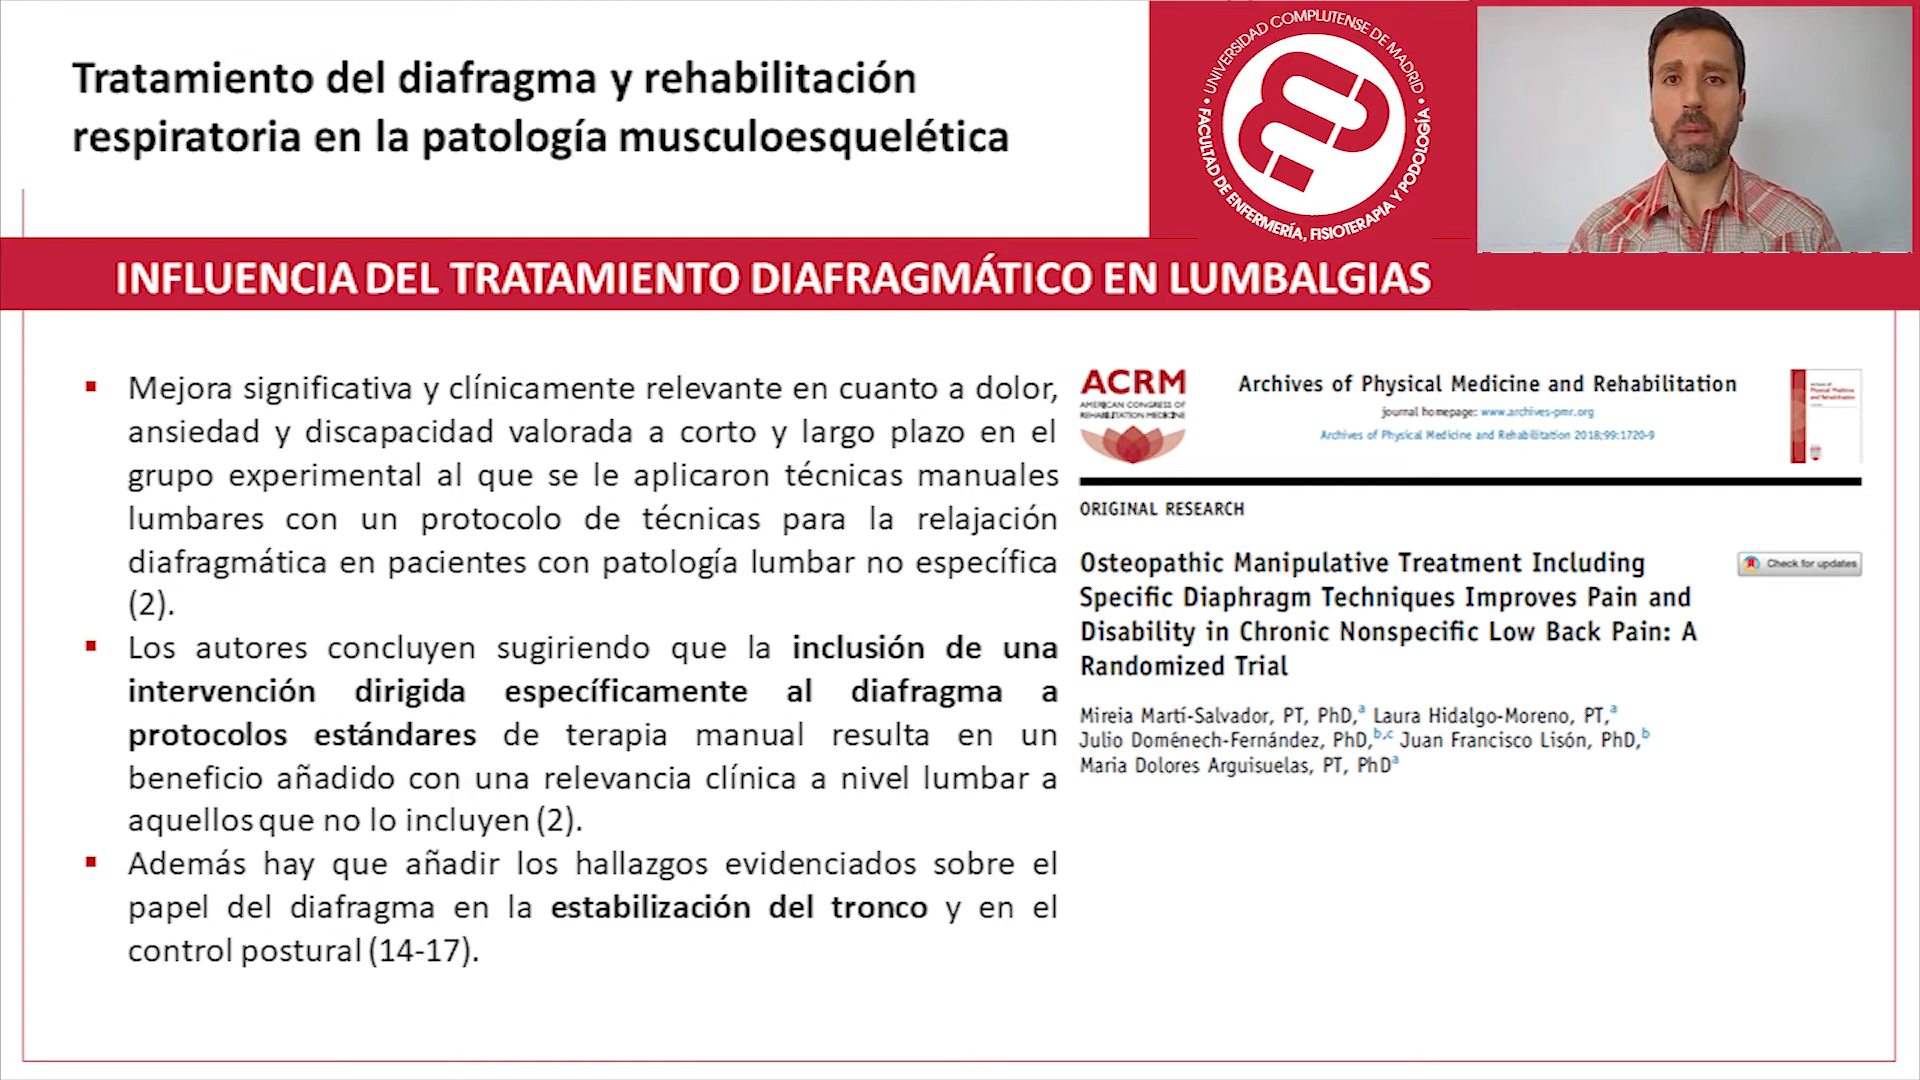 Tratamiento del diafragma y rehabilitación
respiratoria en la patología musculoesquelética
• UNIVERSIDAD COMPLUTENSE DE MADRID •
FACULTAD DE ENFERMERÍA, FISIOTERAPIA Y PODOLOGÍA
INFLUENCIA DEL TRATAMIENTO DIAFRAGMÁTICO EN LUMBALGIAS
▪ Mejora significativa y clínicamente relevante en cuanto a dolor,
ansiedad y discapacidad valorada a corto y largo plazo en el
grupo experimental al que se le aplicaron técnicas manuales
lumbares con un protocolo de técnicas para la relajación
diafragmática en pacientes con patología lumbar no específica
(2).
▪ Los autores concluyen sugiriendo que la inclusión de una
intervención dirigida específicamente al diafragma a
protocolos estándares de terapia manual resulta en un
beneficio añadido con una relevancia clínica a nivel lumbar a
aquellos que no lo incluyen (2).
▪ Además hay que añadir los hallazgos evidenciados sobre el
papel del diafragma en la estabilización del tronco y en el
control postural (14-17).
ACRM
AMERICAN CONGRESS OF
REHABILITATION MEDICINE
Archives of Physical Medicine and Rehabilitation
journal homepage: www.archives-pmr.org
Archives of Physical Medicine and Rehabilitation 2018;99:1720-9
ORIGINAL RESEARCH
Osteopathic Manipulative Treatment Including
Specific Diaphragm Techniques Improves Pain and
Disability in Chronic Nonspecific Low Back Pain: A
Randomized Trial
Check for updates
Mireia Martí-Salvador, PT, PhD,a Laura Hidalgo-Moreno, PT,a
Julio Doménech-Fernández, PhD,b,c Juan Francisco Lisón, PhD,b
Maria Dolores Arguisuelas, PT, PhDa